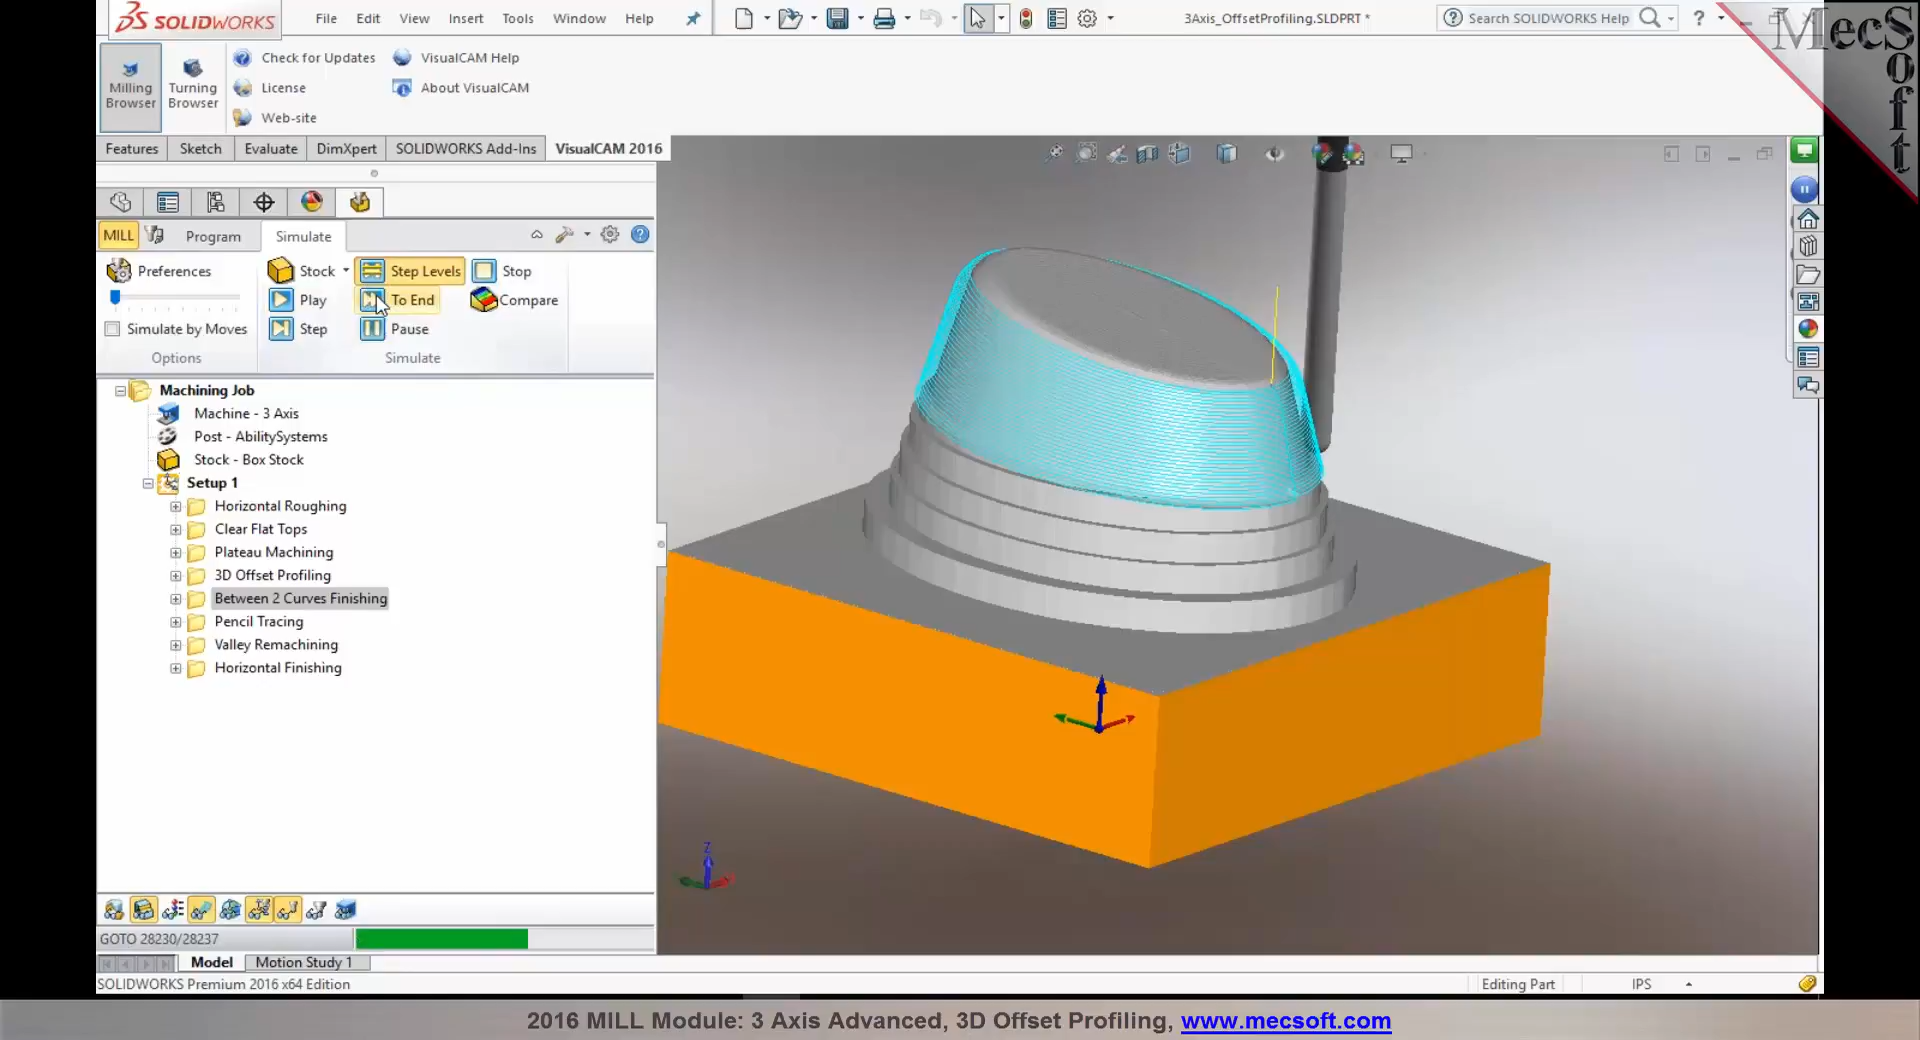 SOLIDWORKS File Edit View Insert Tools Window Help 3Axis_OffsetProfiling.SLDPRT * Search SOLIDWORKS Help ?
MecSoft
Milling Browser
Turning Browser
Check for Updates
License
Web-site
VisualCAM Help
About VisualCAM
Features Sketch Evaluate DimXpert SOLIDWORKS Add-Ins VisualCAM 2016
MILL Program Simulate
Preferences
Simulate by Moves
Options
Stock Step Levels Stop
Play To End Compare
Step Pause
Simulate
Machining Job
Machine - 3 Axis
Post - AbilitySystems
Stock - Box Stock
Setup 1
Horizontal Roughing
Clear Flat Tops
Plateau Machining
3D Offset Profiling
Between 2 Curves Finishing
Pencil Tracing
Valley Remachining
Horizontal Finishing
Z
GOTO 28230/28237
Model Motion Study 1
SOLIDWORKS Premium 2016 x64 Edition Editing Part IPS
2016 MILL Module: 3 Axis Advanced, 3D Offset Profiling, www.mecsoft.com